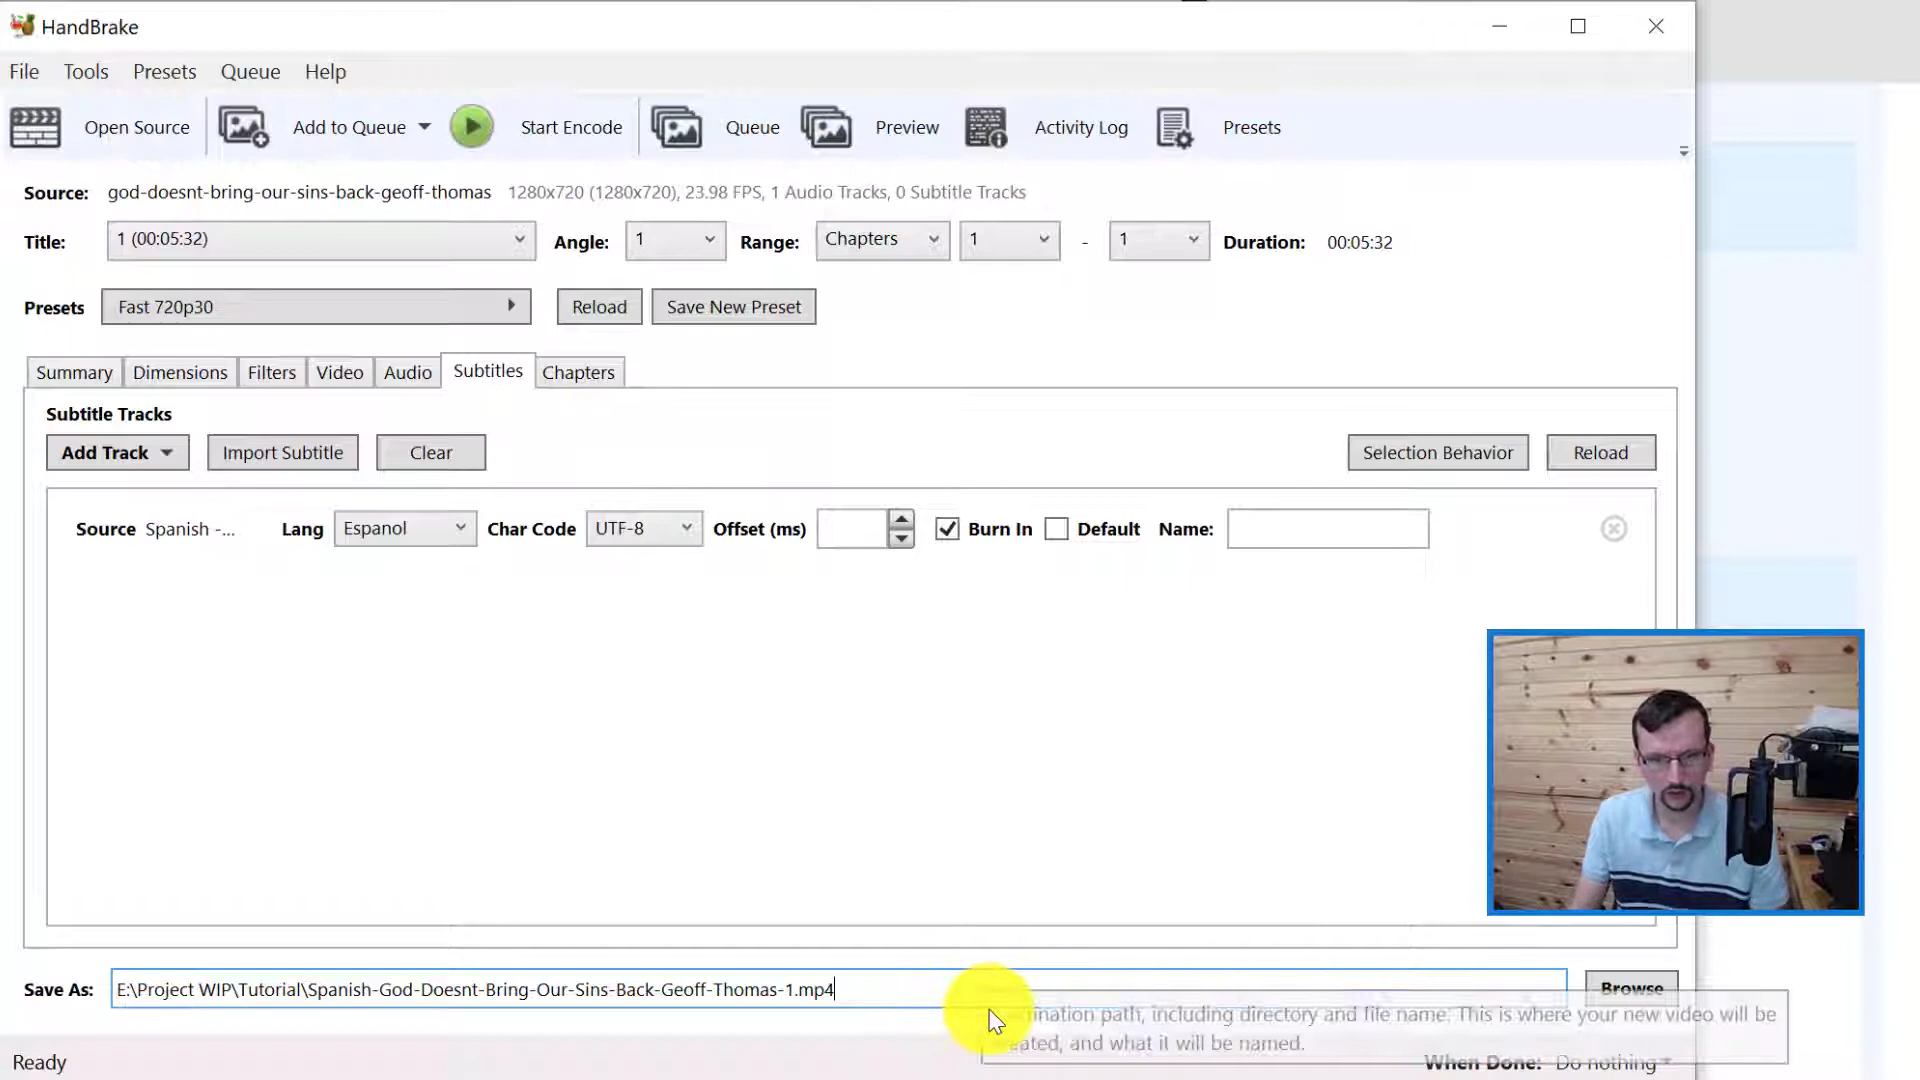 HandBrake
File Tools Presets Queue Help
Open Source Add to Queue Start Encode Queue Preview Activity Log Presets
Source: god-doesnt-bring-our-sins-back-geoff-thomas 1280x720 (1280x720), 23.98 FPS, 1 Audio Tracks, 0 Subtitle Tracks
Title: 1 (00:05:32) Angle: 1 Range: Chapters 1 - 1 Duration: 00:05:32
Presets Fast 720p30 Reload Save New Preset
Summary Dimensions Filters Video Audio Subtitles Chapters
Subtitle Tracks
Add Track Import Subtitle Clear Selection Behavior Reload
Source Spanish -... Lang Espanol Char Code UTF-8 Offset (ms) Burn In Default Name:
Save As: E:\Project WIP\Tutorial\Spanish-God-Doesnt-Bring-Our-Sins-Back-Geoff-Thomas-1.mp4 Browse
path, including directory and file name. This is where your new video will be
and what it will be named.
Ready When Done: Do nothing